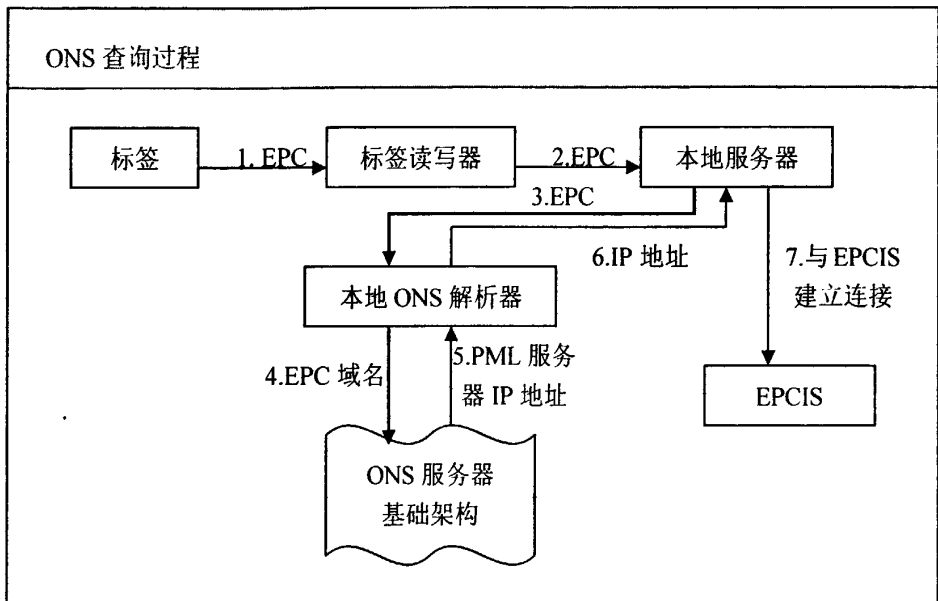 ONS 查询过程
标签
1. EPC
标签读写器
2.EPC
本地服务器
3.EPC
6.IP 地址
7.与 EPCIS
建立连接
本地 ONS 解析器
4.EPC 域名
5.PML 服务
器 IP 地址
EPCIS
ONS 服务器
基础架构